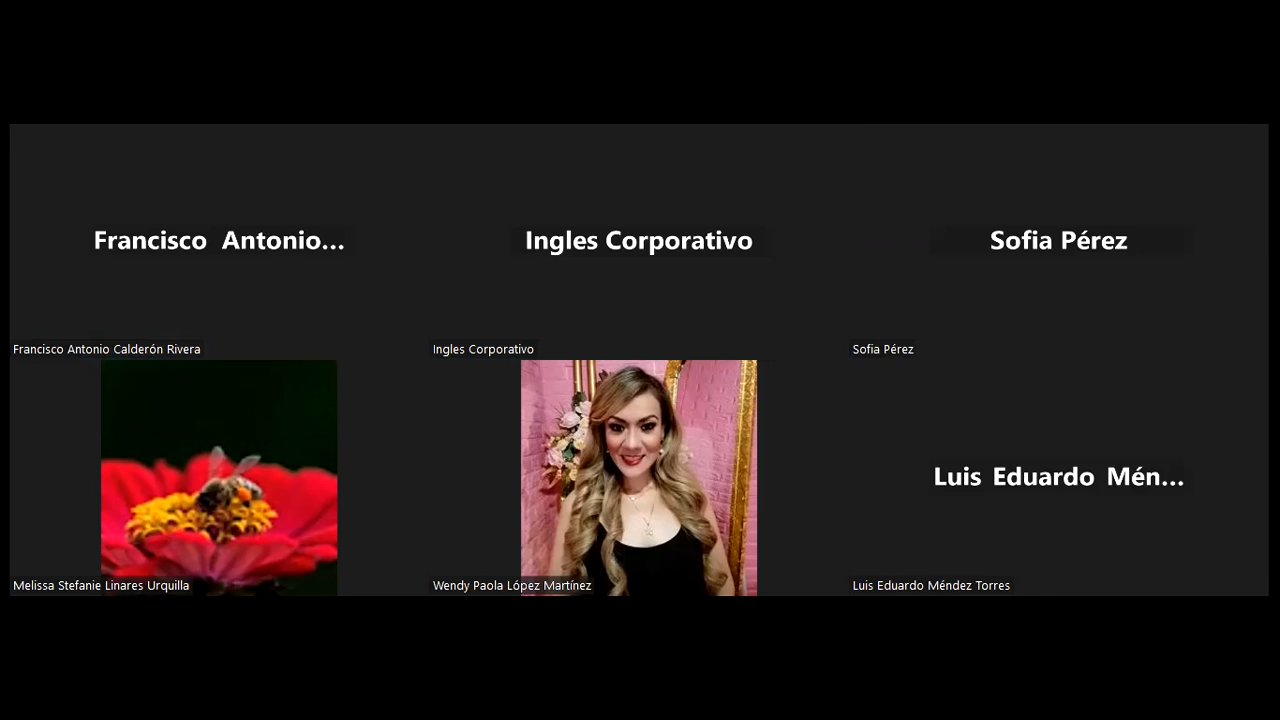 Francisco Antonio...
Ingles Corporativo
Sofia Pérez
Francisco Antonio Calderón Rivera
Ingles Corporativo
Sofia Pérez
Luis Eduardo Mén...
Melissa Stefanie Linares Urquilla
Wendy Paola López Martínez
Luis Eduardo Méndez Torres